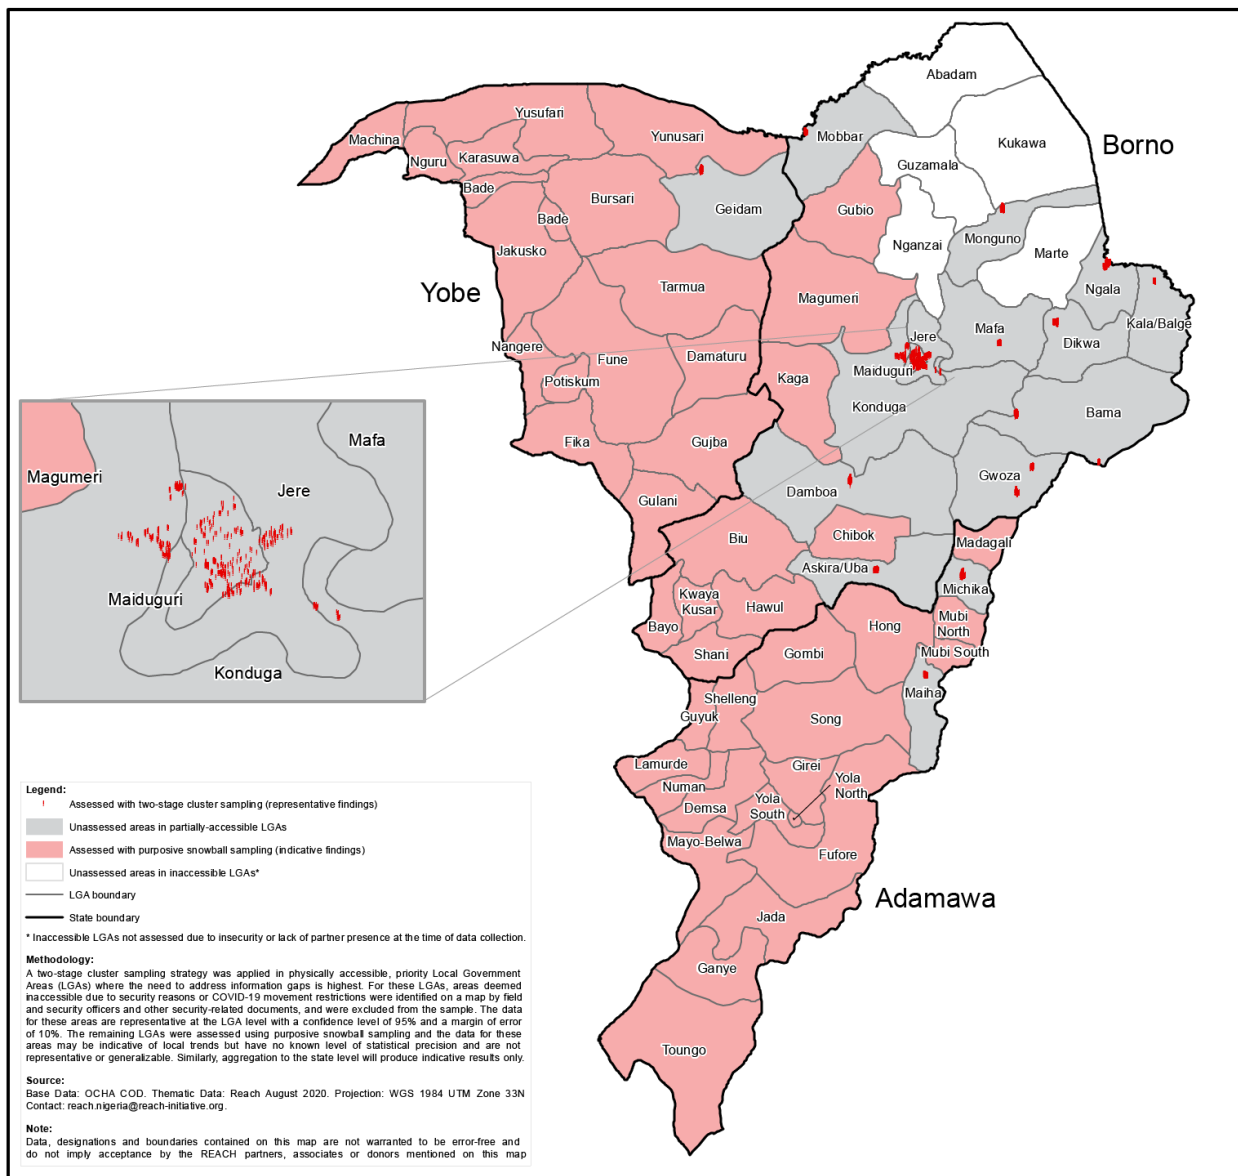 Abadam
Yusufari
Machina
Yunusari
Mobbar
Borno
Kukawa
Nguru
Karasuwa
Guzamala
Bade
Bursari
Geidam
Gubio
Bade
Monguno
Nganzai
Jakusko
Marte
Yobe
Tarmua
Magumeri
Ngala
Jere
Mafa
Kala/Balge
Nangere
Fune
Damaturu
Dikwa
Potiskum
Kaga
Maiduguri
Konduga
Bama
Fika
Gujba
Gwoza
Damboa
Gulani
Biu
Chibok
Madagali
Askira/Uba
Michika
Kwaya
Kusar
Hawul
Bayo
Hong
Mubi
North
Shani
Gombi
Mubi South
Maiha
Shelleng
Guyuk
Song
Lamurde
Girei
Yola
North
Numan
Yola
South
Demsa
Mayo-Belwa
Fufore
Adamawa
Jada
Ganye
Toungo
Mafa
Magumeri
Jere
Maiduguri
Konduga
Legend:
Assessed with two-stage cluster sampling (representative findings)
Unassessed areas in partially-accessible LGAs
Assessed with purposive snowball sampling (indicative findings)
Unassessed areas in inaccessible LGAs*
LGA boundary
State boundary
* Inaccessible LGAs not assessed due to insecurity or lack of partner presence at the time of data collection.
Methodology:
A two-stage cluster sampling strategy was applied in physically accessible, priority Local Government
Areas (LGAs) where the need to address information gaps is highest. For these LGAs, areas deemed
inaccessible due to security reasons or COVID-19 movement restrictions were identified on a map by field
and security officers and other security-related documents, and were excluded from the sample. The data
for these areas are representative at the LGA level with a confidence level of 95% and a margin of error
of 10%. The remaining LGAs were assessed using purposive snowball sampling and the data for these
areas may be indicative of local trends but have no known level of statistical precision and are not
representative or generalizable. Similarly, aggregation to the state level will produce indicative results only.
Source:
Base Data: OCHA COD. Thematic Data: Reach August 2020. Projection: WGS 1984 UTM Zone 33N
Contact: reach.nigeria@reach-initiative.org.
Note:
Data, designations and boundaries contained on this map are not warranted to be error-free and
do not imply acceptance by the REACH partners, associates or donors mentioned on this map